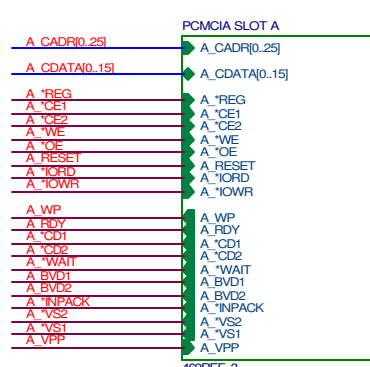 PCMCIA SLOT A
A_CADR[0..25] A_CADR[0..25]
A_CDATA[0..15] A_CDATA[0..15]
A_*REG A_*REG
A_*CE1 A_*CE1
A_*CE2 A_*CE2
A_*WE A_*WE
A_*OE A_*OE
A_RESET A_RESET
A_*IORD A_*IORD
A_*IOWR A_*IOWR
A_WP A_WP
A_RDY A_RDY
A_*CD1 A_*CD1
A_*CD2 A_*CD2
A_*WAIT A_*WAIT
A_BVD1 A_BVD1
A_BVD2 A_BVD2
A_*INPACK A_*INPACK
A_*VS2 A_*VS2
A_*VS1 A_*VS1
A_VPP A_VPP